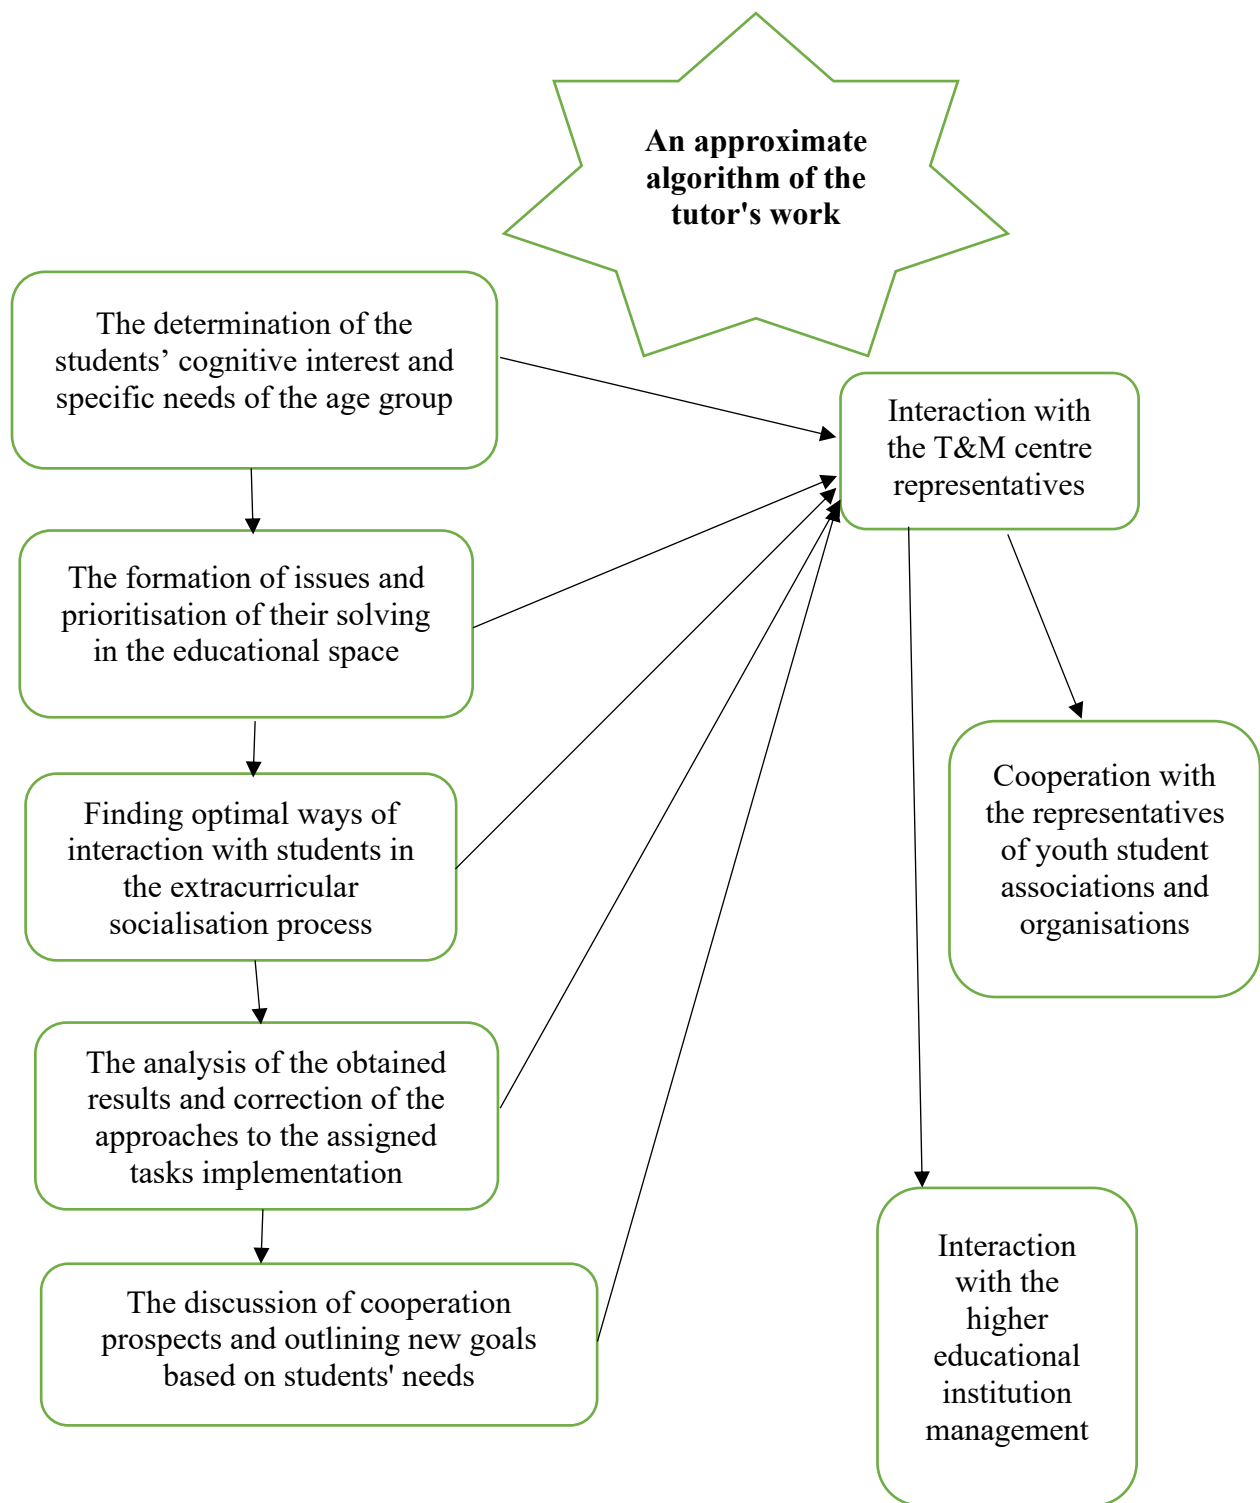 An approximate
algorithm of the
tutor's work
The determination of the
students’ cognitive interest and
specific needs of the age group
Interaction with
the T&M centre
representatives
The formation of issues and
prioritisation of their solving
in the educational space
Finding optimal ways of
interaction with students in
the extracurricular
socialisation process
Cooperation with
the representatives
of youth student
associations and
organisations
The analysis of the obtained
results and correction of the
approaches to the assigned
tasks implementation
The discussion of cooperation
prospects and outlining new goals
based on students' needs
Interaction
with the
higher
educational
institution
management